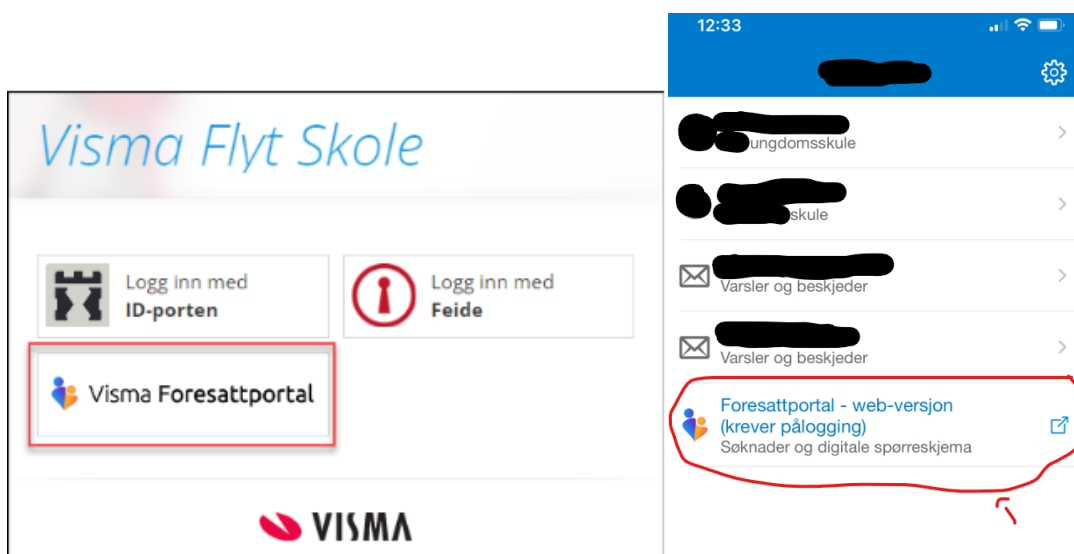 Visma Flyt Skole
Logg inn med
ID-porten
Logg inn med
Feide
Visma Foresattportal
VISMA
12:33
ungdomsskule
skule
Varsler og beskjeder
Varsler og beskjeder
Foresattportal - web-versjon
(krever pålogging)
Søknader og digitale spørreskjema